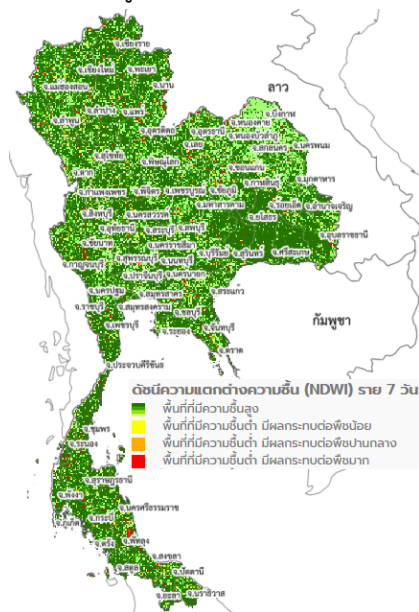 จ.เชียงราย
จ.เชียงใหม่
จ.พะเยา
จ.แม่ฮ่องสอน
จ.น่าน
ลาว
จ.ลำปาง
จ.แพร่
จ.ลำพูน
จ.บึงกาฬ
จ.หนองคาย
จ.อุตรดิตถ์
จ.อุดรธานี
จ.หนองบัวลำภู
จ.เลย
จ.สกลนคร
จ.นครพนม
จ.สุโขทัย
จ.พิษณุโลก
จ.ขอนแก่น
จ.ตาก
จ.กาฬสินธุ์
จ.มุกดาหาร
จ.กำแพงเพชร
จ.พิจิตร
จ.เพชรบูรณ์
จ.ชัยภูมิ
จ.มหาสารคาม
จ.ร้อยเอ็ด
จ.อำนาจเจริญ
จ.สิงห์บุรี
จ.นครสวรรค์
จ.ยโสธร
จ.อุทัยธานี
จ.สระบุรี
จ.ลพบุรี
จ.อุบลราชธานี
จ.ชัยนาท
จ.นครราชสีมา
จ.บุรีรัมย์
จ.สุรินทร์
จ.ศรีสะเกษ
จ.สุพรรณบุรี
จ.นนทบุรี
จ.กาญจนบุรี
จ.ปราจีนบุรี
จ.นครนายก
จ.นครปฐม
จ.สมุทรสาคร
จ.สระแก้ว
จ.ราชบุรี
จ.สมุทรสงคราม
จ.ชลบุรี
กัมพูชา
จ.เพชรบุรี
จ.ระยอง
จ.จันทบุรี
จ.ตราด
จ.ประจวบคีรีขันธ์
ดัชนีความแตกต่างความชื้น (NDWI) ราย 7 วัน
พื้นที่ที่มีความชื้นสูง
พื้นที่ที่มีความชื้นต่ำ มีผลกระทบต่อพืชน้อย
พื้นที่ที่มีความชื้นต่ำ มีผลกระทบต่อพืชปานกลาง
พื้นที่ที่มีความชื้นต่ำ มีผลกระทบต่อพืชมาก
จ.ชุมพร
จ.ระนอง
จ.สุราษฎร์ธานี
จ.พังงา
จ.นครศรีธรรมราช
จ.กระบี่
จ.ภูเก็ต
จ.ตรัง
จ.พัทลุง
จ.สงขลา
จ.สตูล
จ.ปัตตานี
จ.ยะลา
จ.นราธิวาส